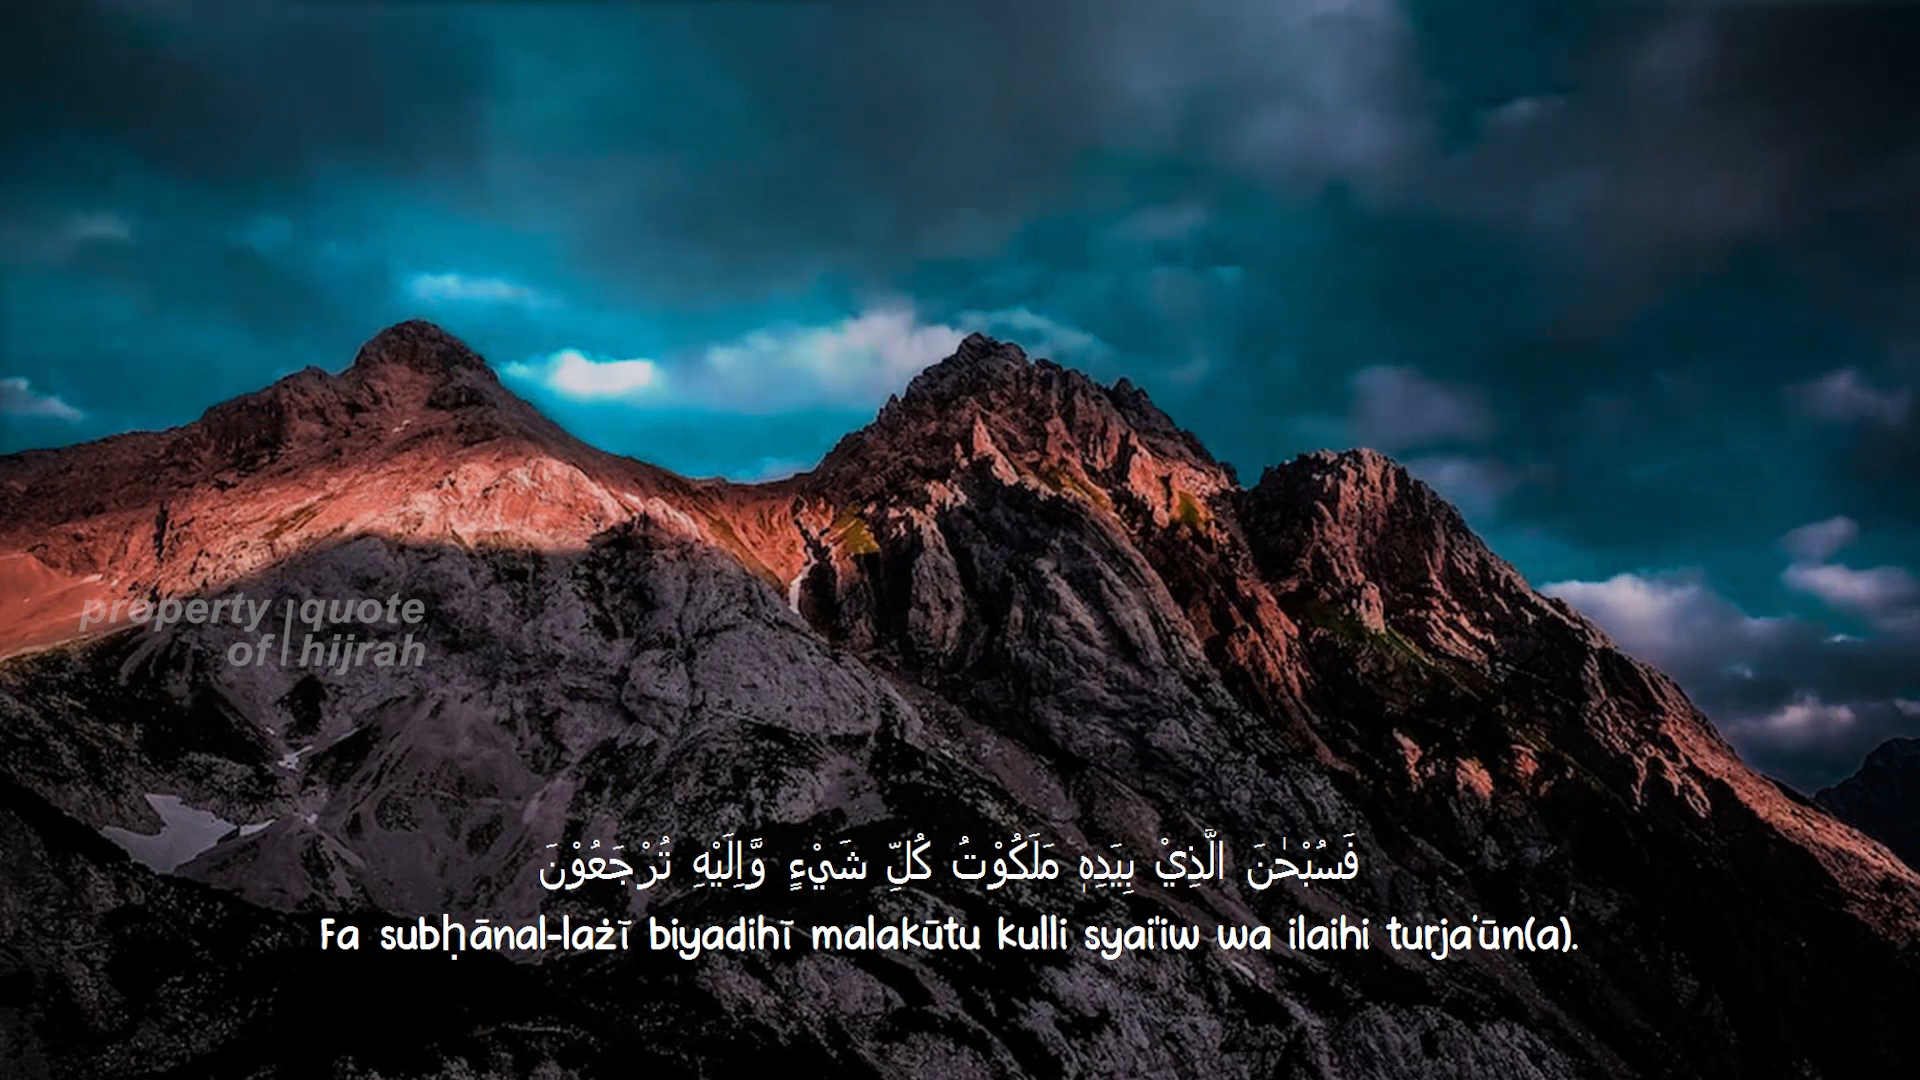 property quote
of hijrah
فَسُبْحٰنَ الَّذِيْ بِيَدِهٖ مَلَكُوْتُ كُلِّ شَيْءٍ وَّاِلَيْهِ تُرْجَعُوْنَ
Fa subḥānal-lażī biyadihī malakūtu kulli syai'iw wa ilaihi turja'ūn(a).